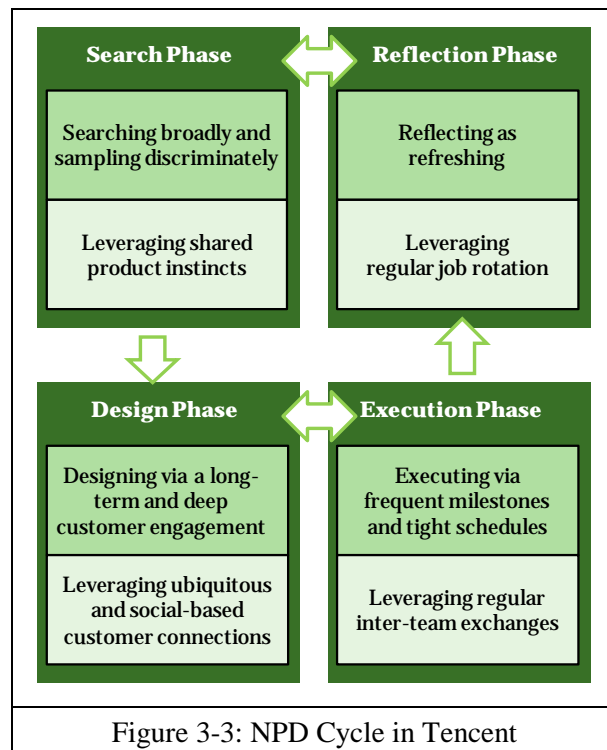 Search Phase
Searching broadly and
sampling discriminately
Leveraging shared
product instincts
Reflection Phase
Reflecting as
refreshing
Leveraging
regular job rotation
Design Phase
Designing via a long-
term and deep
customer engagement
Leveraging ubiquitous
and social-based
customer connections
Execution Phase
Executing via
frequent milestones
and tight schedules
Leveraging regular
inter-team exchanges
Figure 3-3: NPD Cycle in Tencent